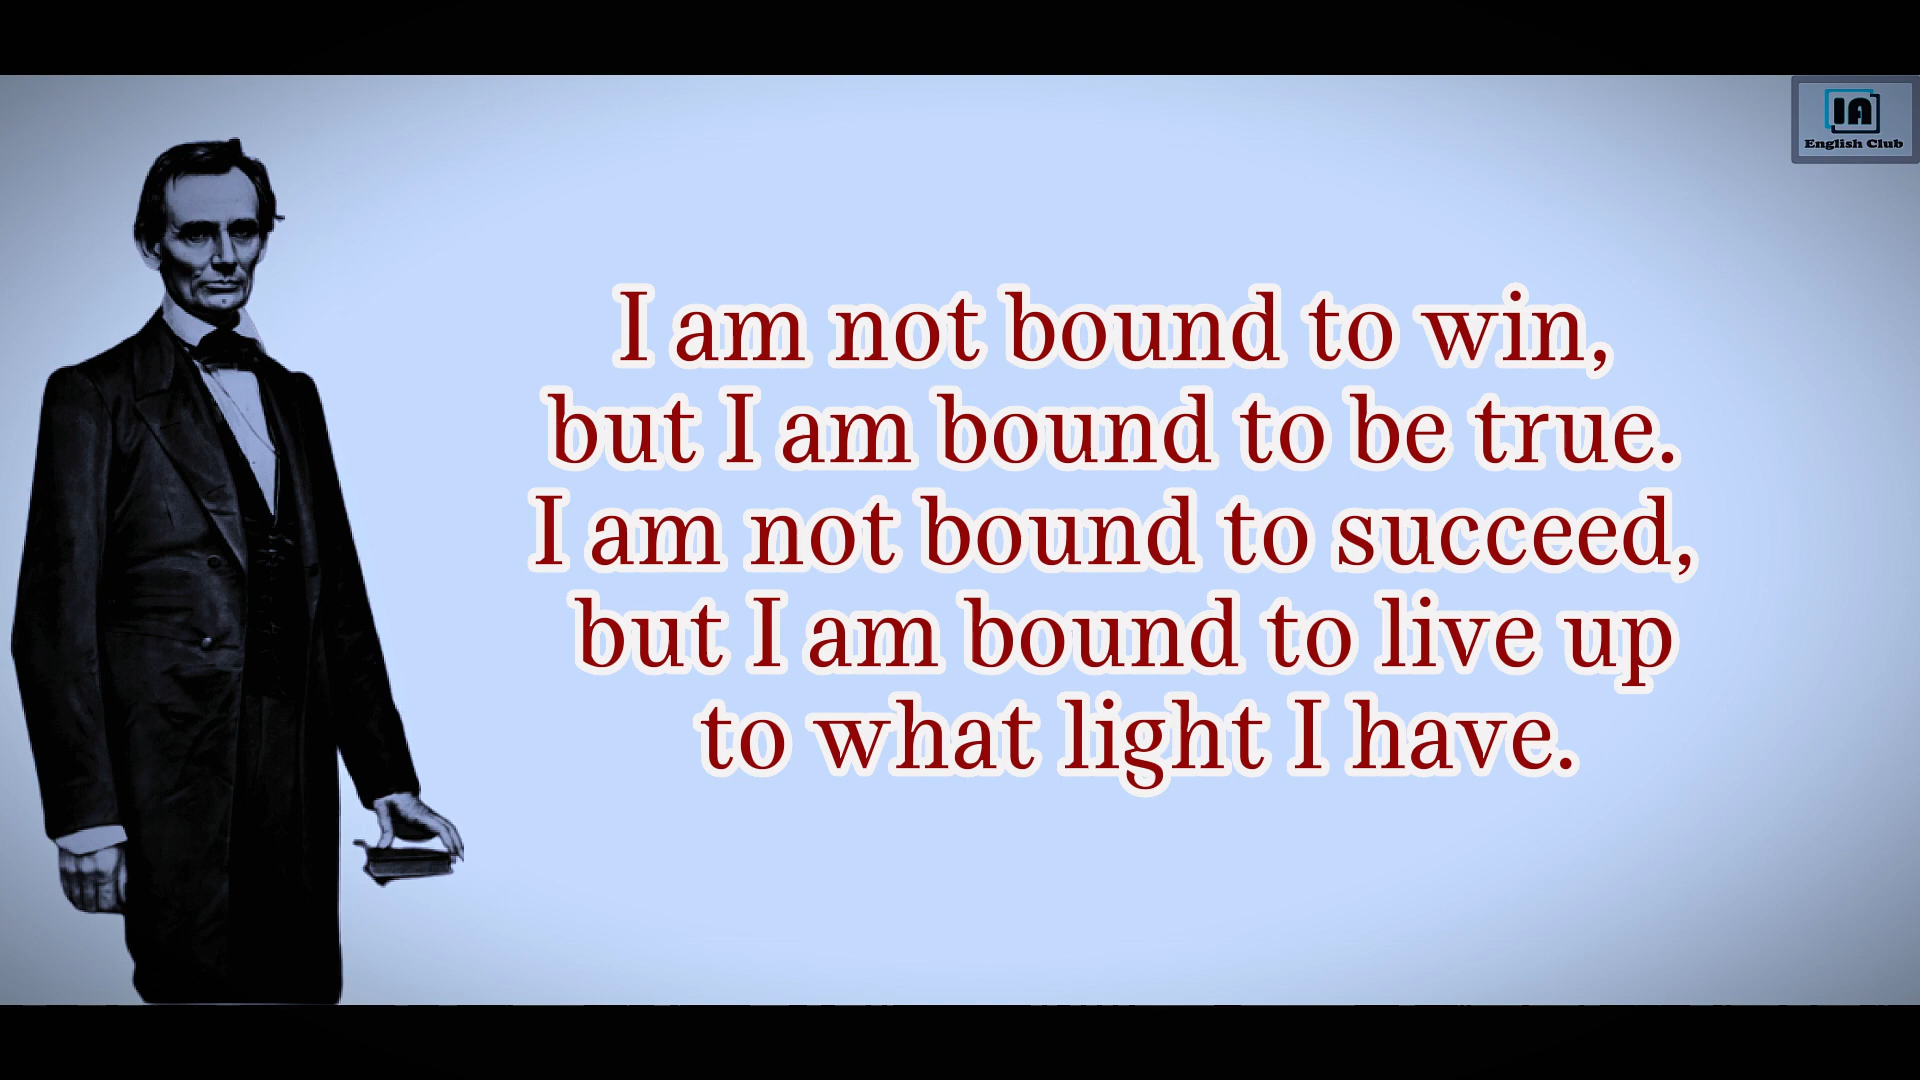 IA
English Club
I am not bound to win,
but I am bound to be true.
I am not bound to succeed,
but I am bound to live up
to what light I have.